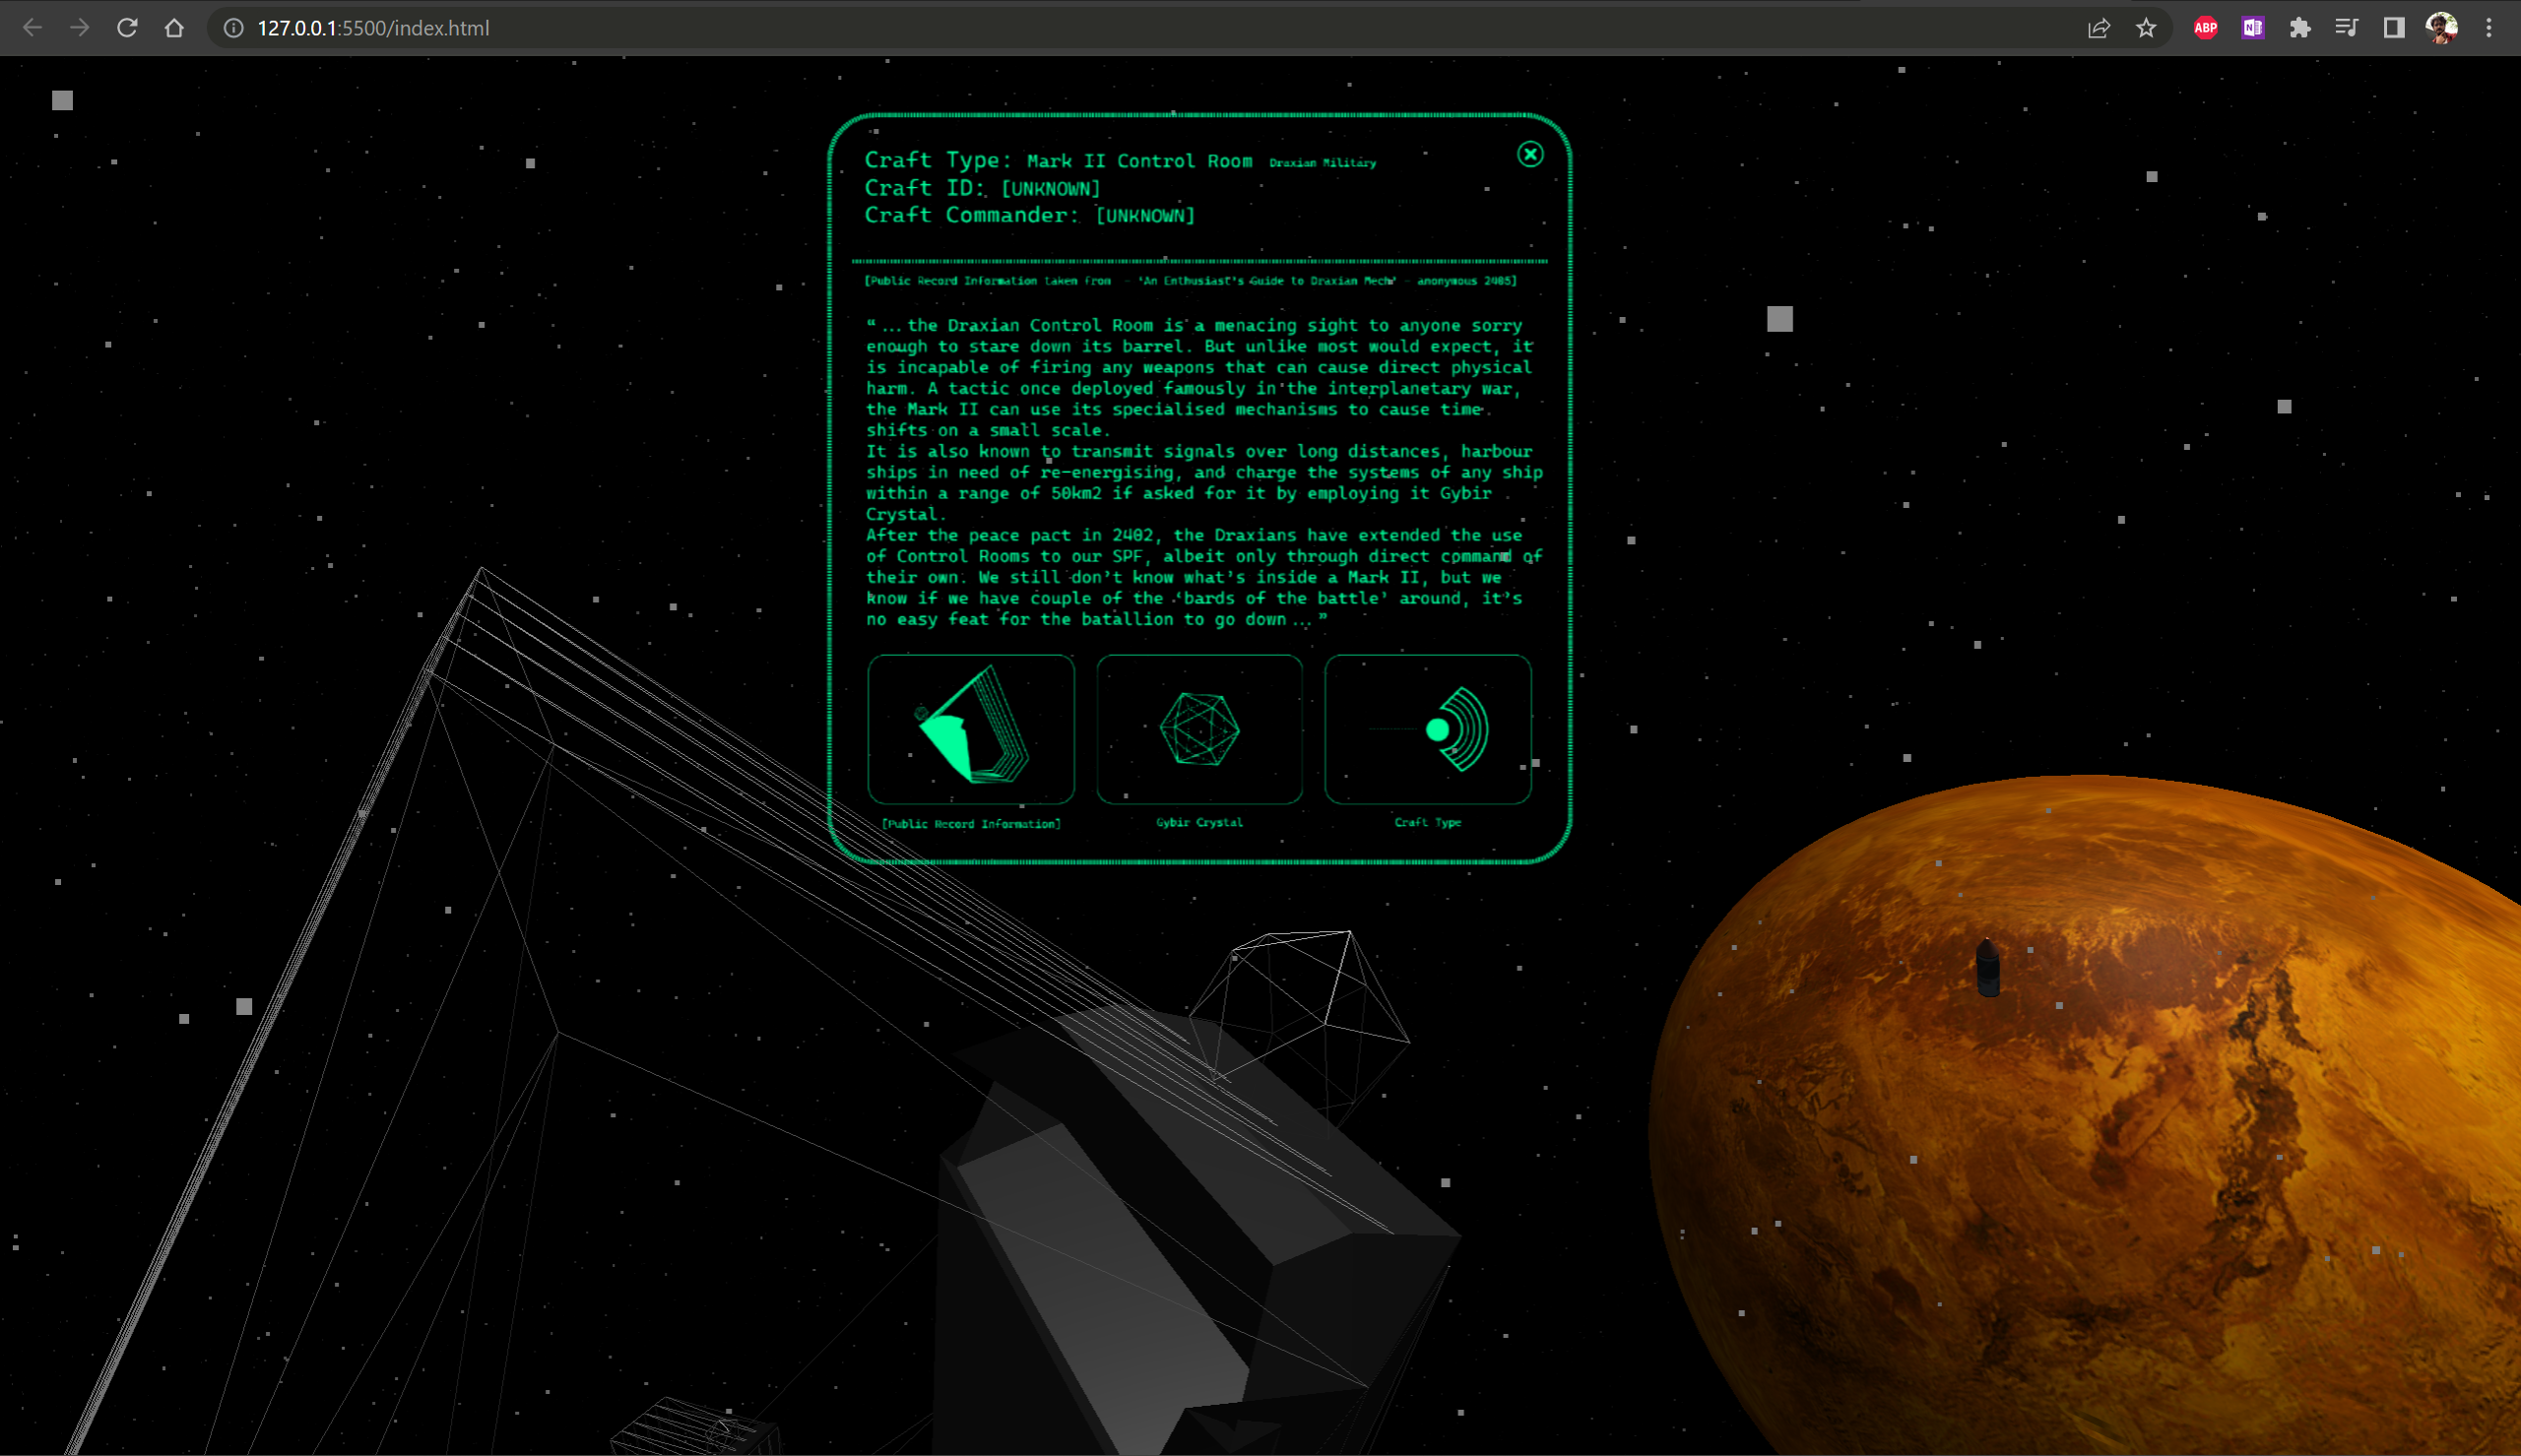 127.0.0.1:5500/index.html
ABP
N
Craft Type: Mark II Control Room Draxian Military
Craft ID: [UNKNOWN]
Craft Commander: [UNKNOWN]
[Public Record Information taken from - 'An Enthusiast's Guide to Draxian Mech' - anonymous 2405]
“...the Draxian Control Room is a menacing sight to anyone sorry
enough to stare down its barrel. But unlike most would expect, it
is incapable of firing any weapons that can cause direct physical
harm. A tactic once deployed famously in the interplanetary war,
the Mark II can use its specialised mechanisms to cause time
shifts on a small scale.
It is also known to transmit signals over long distances, harbour
ships in need of re-energising, and charge the systems of any ship
within a range of 50km2 if asked for it by employing it Gybir
Crystal.
After the peace pact in 2402, the Draxians have extended the use
of Control Rooms to our SPF, albeit only through direct command of
their own. We still don’t know what’s inside a Mark II, but we
know if we have couple of the ‘bards of the battle’ around, it’s
no easy feat for the batallion to go down...”
[Public Record Information]
Gybir Crystal
Craft Type